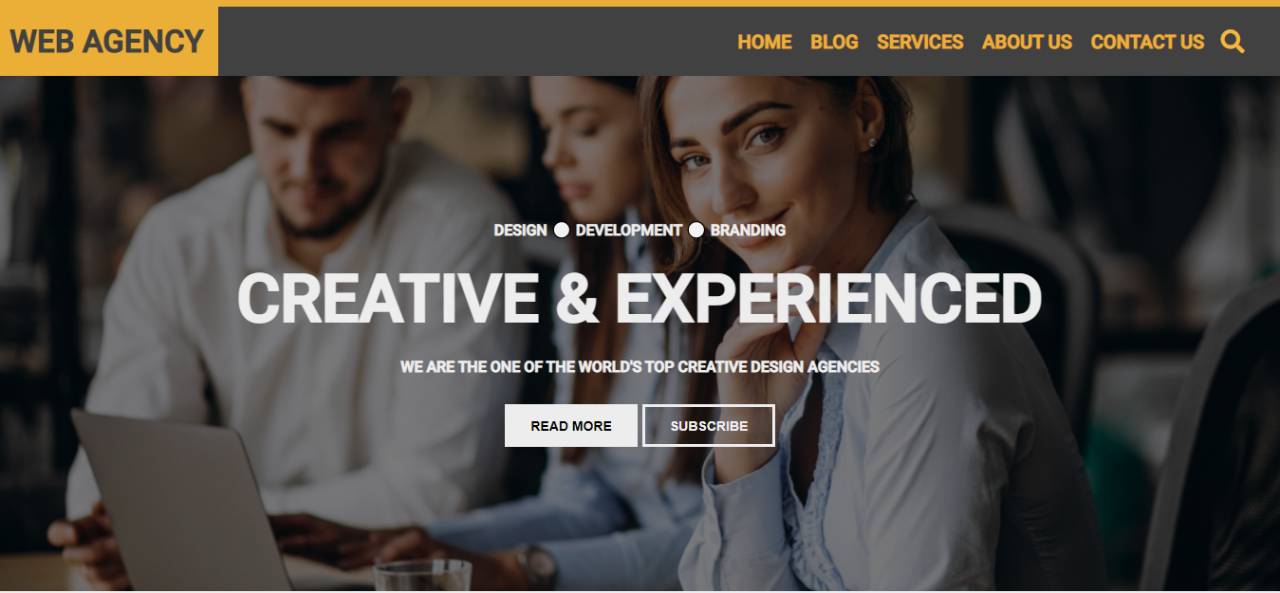 WEB AGENCY
HOME BLOG SERVICES ABOUT US CONTACT US
DESIGN ● DEVELOPMENT ● BRANDING
CREATIVE & EXPERIENCED
WE ARE THE ONE OF THE WORLD'S TOP CREATIVE DESIGN AGENCIES
READ MORE SUBSCRIBE